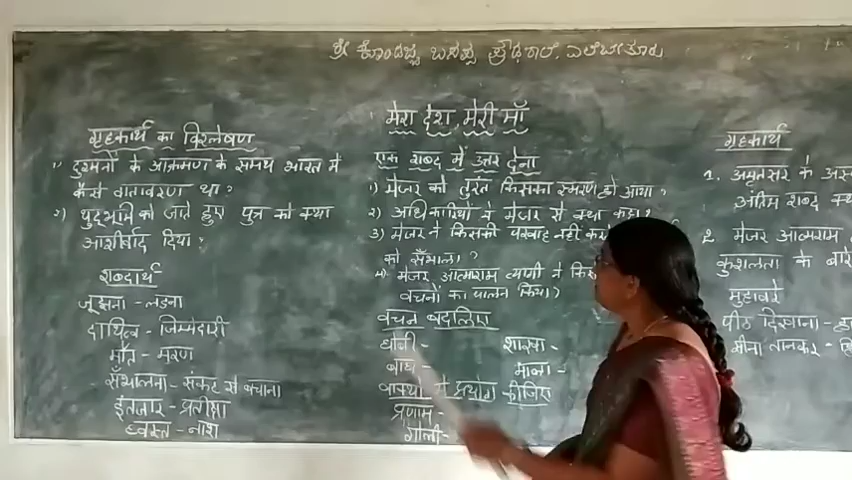 ಶ್ರೀ ಕೊಂಡಜ್ಜಿ ಬಸಪ್ಪ ಪ್ರೌಢಶಾಲೆ.
मेरा देश, मेरी माँ
गृहकार्य का विश्लेषण
1) दुश्मनों के आक्रमण के समय भारत में
कैसे वातावरण था?
2) युद्धभूमि को जाते हुए पुत्र को क्या
आशीर्वाद दिया?
शब्दार्थ
जूझना - लडना
दायित्व - जिम्मेदारी
मौत - मरण
सँभालना - संकट से बचाना
इंतजार - प्रतीक्षा
ध्वस्त - नाश
एक शब्द में उत्तर देना
1) मेजर को तुरंत किसका स्मरण हो आया?
2) अधिकारियों ने मेजर से क्या कहा?
3) मेजर ने किसकी परवाह नहीं
को सँभाला?
4) मेजर आत्माराम त्यागी ने
वचनों का पालन किया?
वचन बदलिए
धोती - शाखा -
बाघ - माला -
वाक्यों में प्रयोग कीजिए
प्रणाम -
गोली -
गृहकार्य
1. अमृतसर के
अंतिम शब्द
2. मेजर आत्माराम
कुशलता के बारे
मुहावरे
पीठ दिखाना -
सीना तानकर -